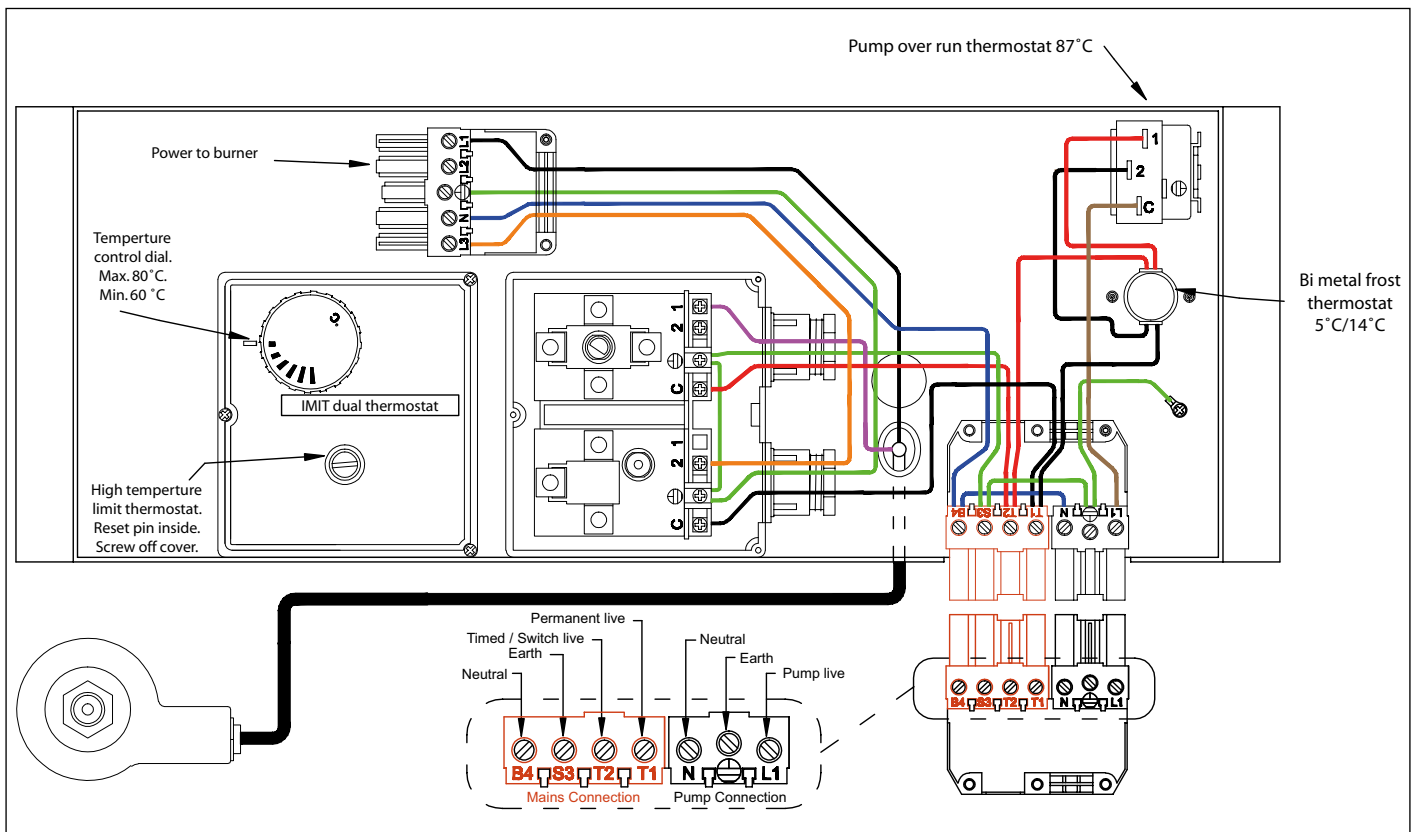 Pump over run thermostat 87˚C
Power to burner
L1
L2
N
L3
1
2
C
Temperture
control dial.
Max. 80˚C.
Min. 60 ˚C
Bi metal frost
thermostat
5˚C/14˚C
˚C
IMIT dual thermostat
1
2
C
1
2
C
High temperture
limit thermostat.
Reset pin inside.
Screw off cover.
B4 S3 T2 T1 N L1
Permanent live
Timed / Switch live
Earth
Neutral
Neutral
Earth
Pump live
B4 S3 T2 T1 N L1
B4 S3 T2 T1 N L1
Mains Connection
Pump Connection